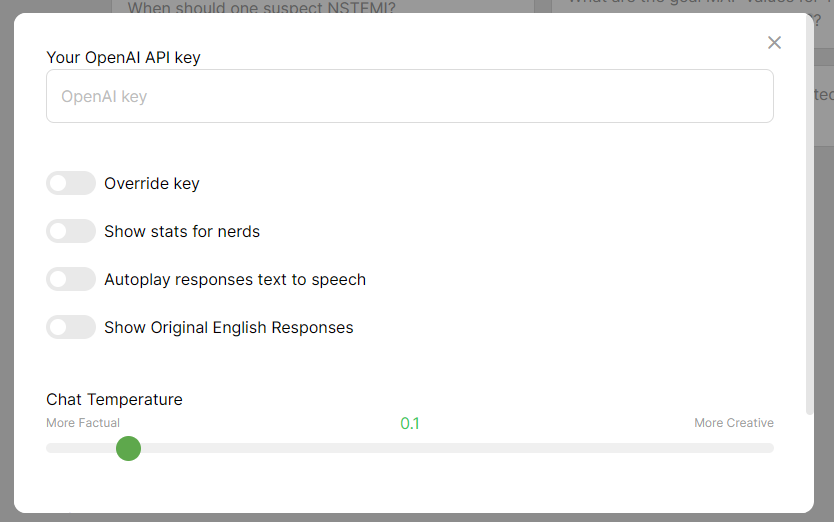 When should one suspect NSTEMI?
What are the goal MAP values for
?
Your OpenAI API key
OpenAI key
Override key
Show stats for nerds
Autoplay responses text to speech
Show Original English Responses
Chat Temperature
More Factual
0.1
More Creative